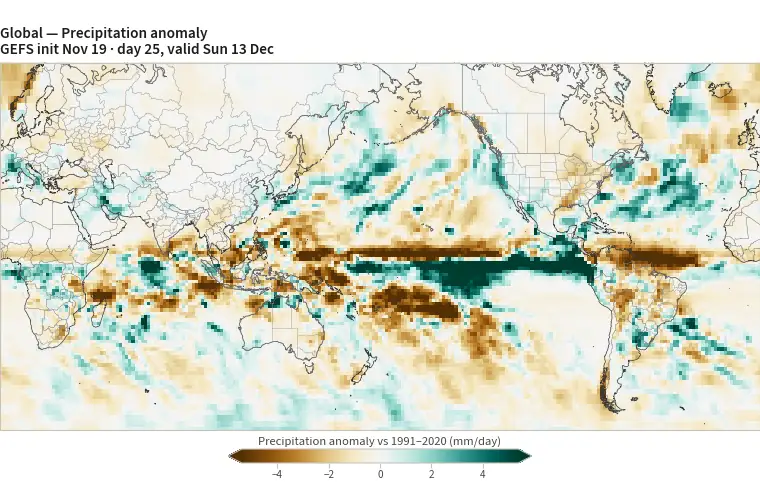 Global — Precipitation anomaly
GEFS init Nov 19 · day 25, valid Sun 13 Dec
Precipitation anomaly vs 1991–2020 (mm/day)
−4 −2 0 2 4